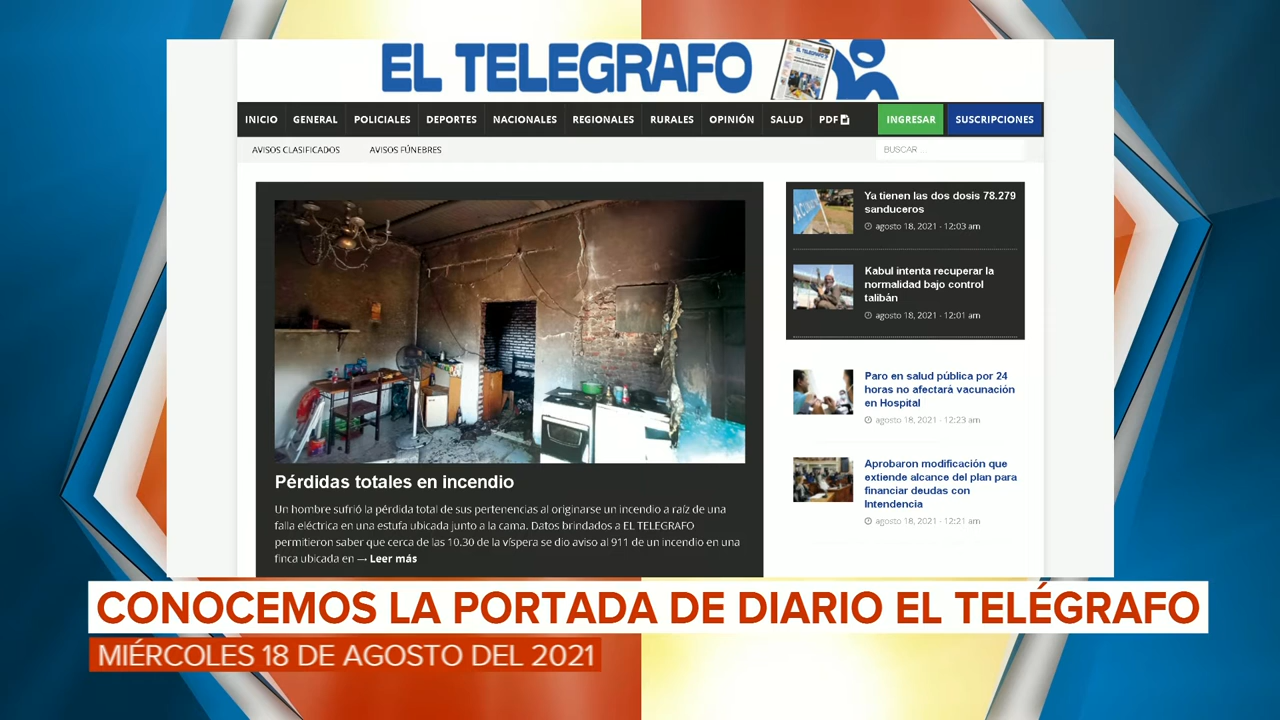 EL TELEGRAFO
INICIO GENERAL POLICIALES DEPORTES NACIONALES REGIONALES RURALES OPINIÓN SALUD PDF INGRESAR SUSCRIPCIONES
AVISOS CLASIFICADOS AVISOS FÚNEBRES BUSCAR ...
Pérdidas totales en incendio
Un hombre sufrió la pérdida total de sus pertenencias al originarse un incendio a raíz de una
falla eléctrica en una estufa ubicada junto a la cama. Datos brindados a EL TELEGRAFO
permitieron saber que cerca de las 10.30 de la víspera se dio aviso al 911 de un incendio en una
finca ubicada en — Leer más
Ya tienen las dos dosis 78.279
sanduceros
agosto 18, 2021 - 12:03 am
Kabul intenta recuperar la
normalidad bajo control
talibán
agosto 18, 2021 - 12:01 am
Paro en salud pública por 24
horas no afectará vacunación
en Hospital
agosto 18, 2021 - 12:23 am
Aprobaron modificación que
extiende alcance del plan para
financiar deudas con
Intendencia
agosto 18, 2021 - 12:21 am
CONOCEMOS LA PORTADA DE DIARIO EL TELÉGRAFO
MIÉRCOLES 18 DE AGOSTO DEL 2021